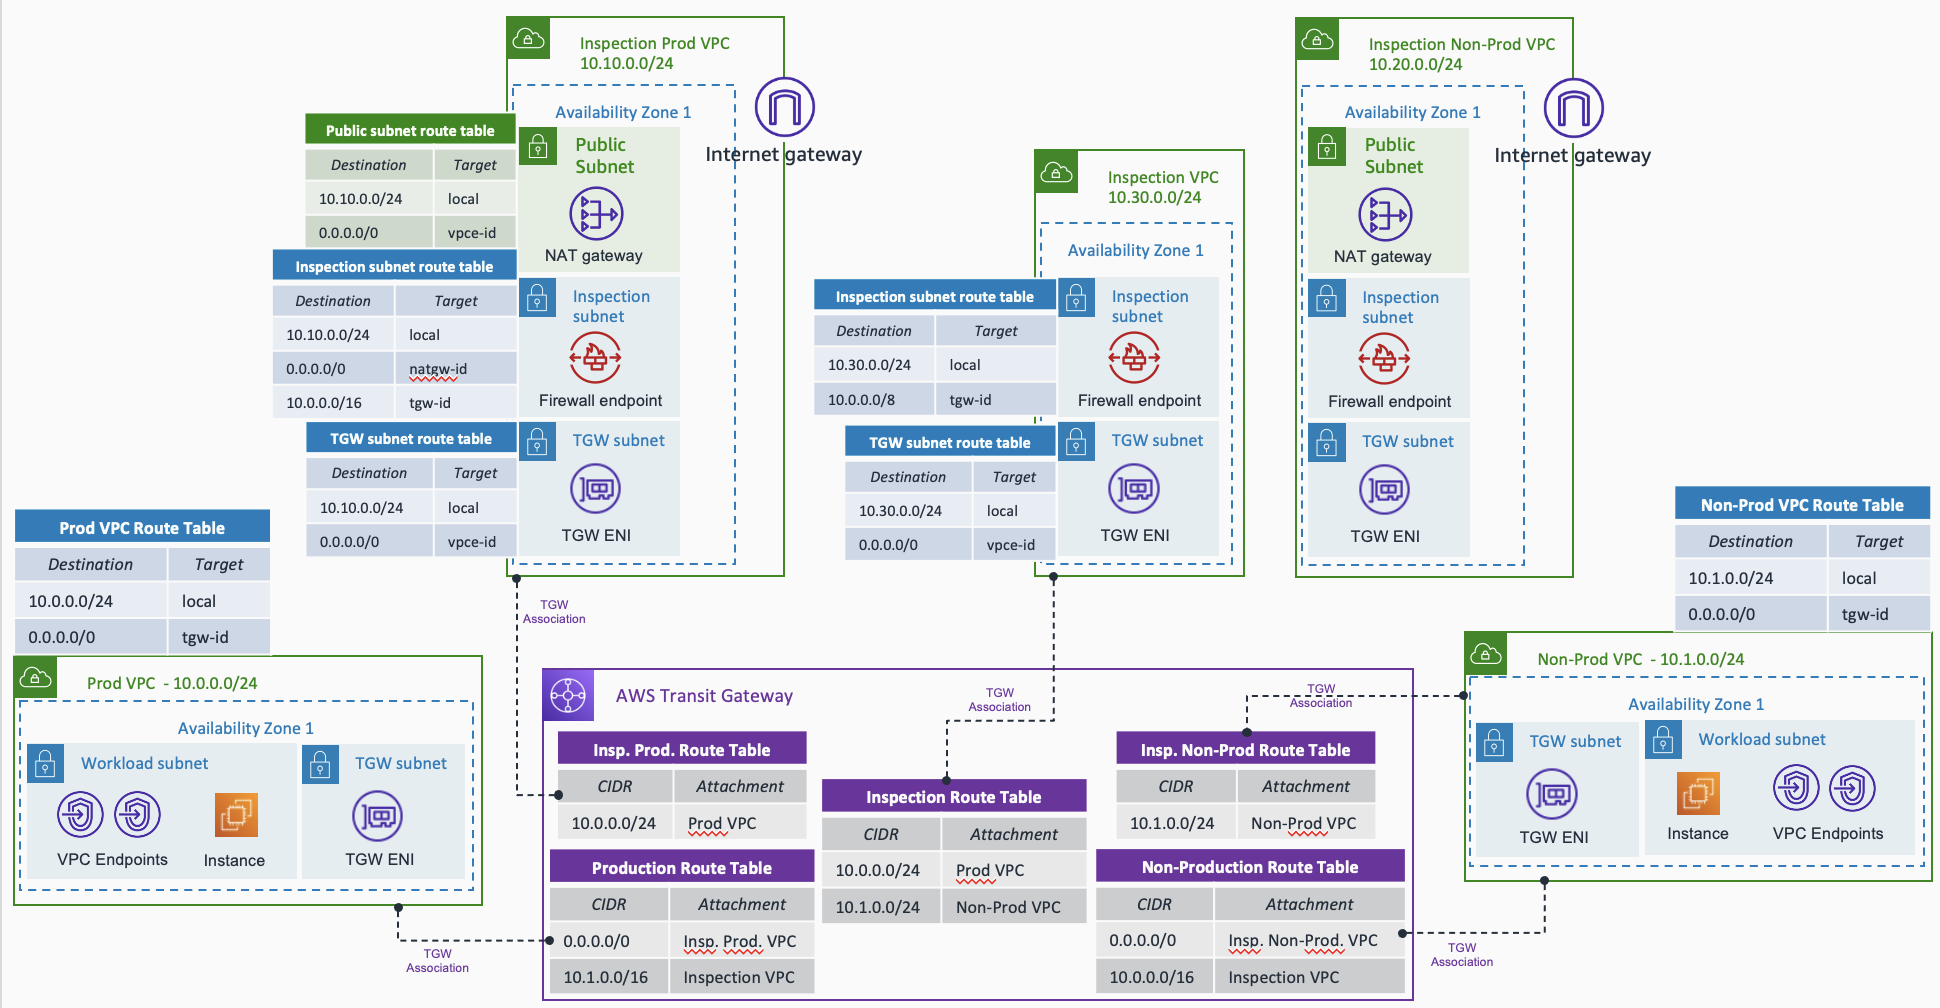 Inspection Prod VPC
10.10.0.0/24
Availability Zone 1
Internet gateway
Public subnet route table
Destination Target
10.10.0.0/24 local
0.0.0.0/0 vpce-id
Public
Subnet
NAT gateway
Inspection subnet route table
Destination Target
10.10.0.0/24 local
0.0.0.0/0 natgw-id
10.0.0.0/16 tgw-id
Inspection
subnet
Firewall endpoint
TGW subnet route table
Destination Target
10.10.0.0/24 local
0.0.0.0/0 vpce-id
TGW subnet
TGW ENI
Inspection VPC
10.30.0.0/24
Availability Zone 1
Inspection subnet route table
Destination Target
10.30.0.0/24 local
10.0.0.0/8 tgw-id
Inspection
subnet
Firewall endpoint
TGW subnet route table
Destination Target
10.30.0.0/24 local
0.0.0.0/0 vpce-id
TGW subnet
TGW ENI
Inspection Non-Prod VPC
10.20.0.0/24
Availability Zone 1
Internet gateway
Public
Subnet
NAT gateway
Inspection
subnet
Firewall endpoint
TGW subnet
TGW ENI
Prod VPC Route Table
Destination Target
10.0.0.0/24 local
0.0.0.0/0 tgw-id
Prod VPC - 10.0.0.0/24
Availability Zone 1
Workload subnet
VPC Endpoints
Instance
TGW subnet
TGW ENI
TGW
Association
TGW
Association
TGW
Association
TGW
Association
TGW
Association
AWS Transit Gateway
Insp. Prod. Route Table
CIDR Attachment
10.0.0.0/24 Prod VPC
Production Route Table
CIDR Attachment
0.0.0.0/0 Insp. Prod. VPC
10.1.0.0/16 Inspection VPC
Inspection Route Table
CIDR Attachment
10.0.0.0/24 Prod VPC
10.1.0.0/24 Non-Prod VPC
Insp. Non-Prod Route Table
CIDR Attachment
10.1.0.0/24 Non-Prod VPC
Non-Production Route Table
CIDR Attachment
0.0.0.0/0 Insp. Non-Prod. VPC
10.0.0.0/16 Inspection VPC
Non-Prod VPC Route Table
Destination Target
10.1.0.0/24 local
0.0.0.0/0 tgw-id
Non-Prod VPC - 10.1.0.0/24
Availability Zone 1
TGW subnet
TGW ENI
Workload subnet
Instance
VPC Endpoints